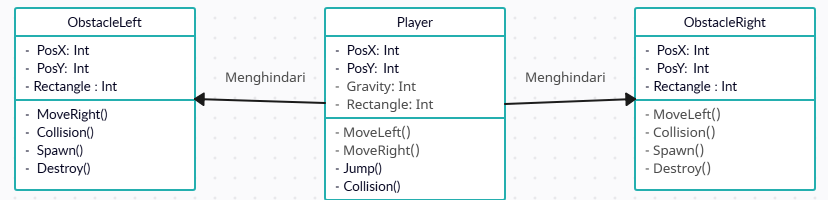 ObstacleLeft
- PosX: Int
- PosY: Int
- Rectangle : Int
- MoveRight()
- Collision()
- Spawn()
- Destroy()
Menghindari
Player
- PosX: Int
- PosY: Int
- Gravity: Int
- Rectangle: Int
- MoveLeft()
- MoveRight()
- Jump()
- Collision()
Menghindari
ObstacleRight
- PosX: Int
- PosY: Int
- Rectangle : Int
- MoveLeft()
- Collision()
- Spawn()
- Destroy()